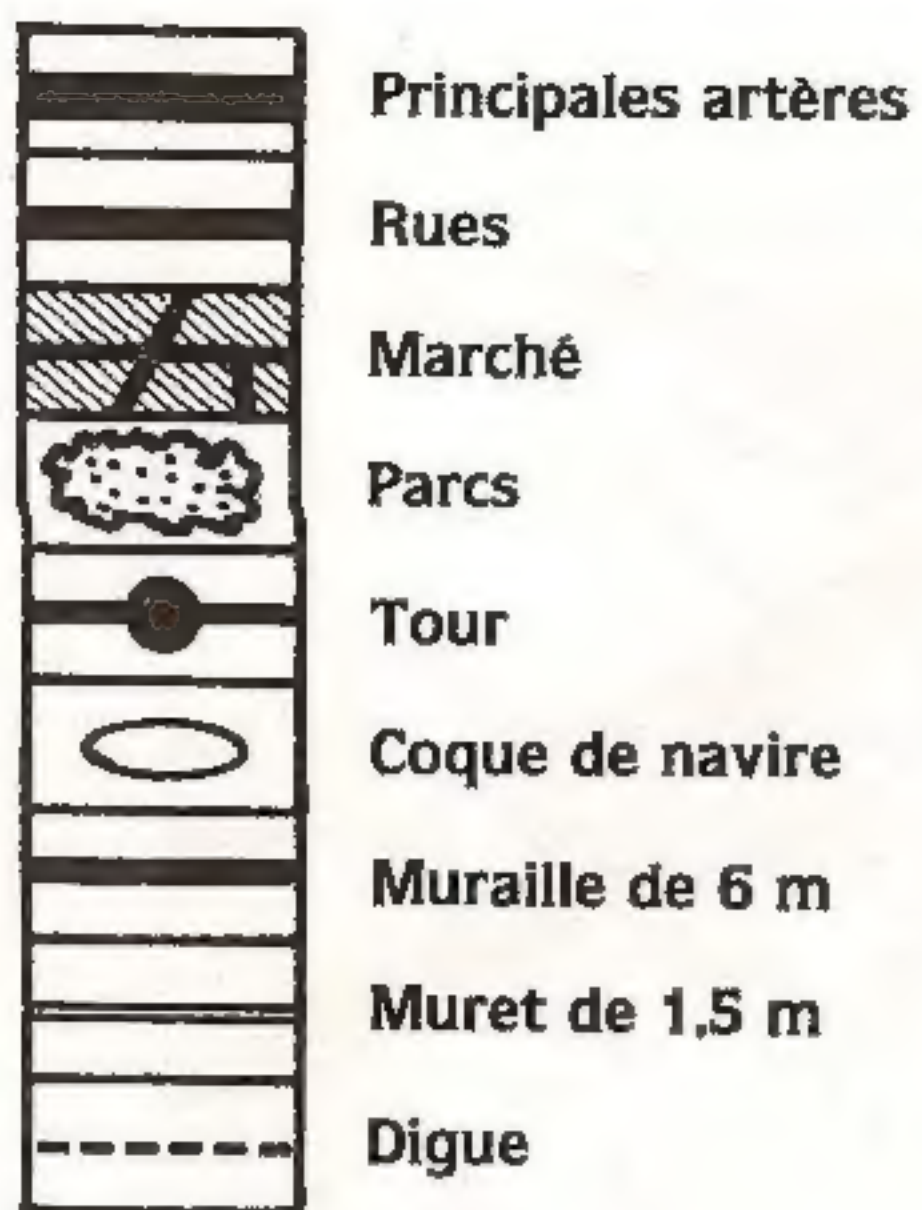 Principales artères
Rues
Marché
Parcs
Tour
Coque de navire
Muraille de 6 m
Muret de 1,5 m
Digue